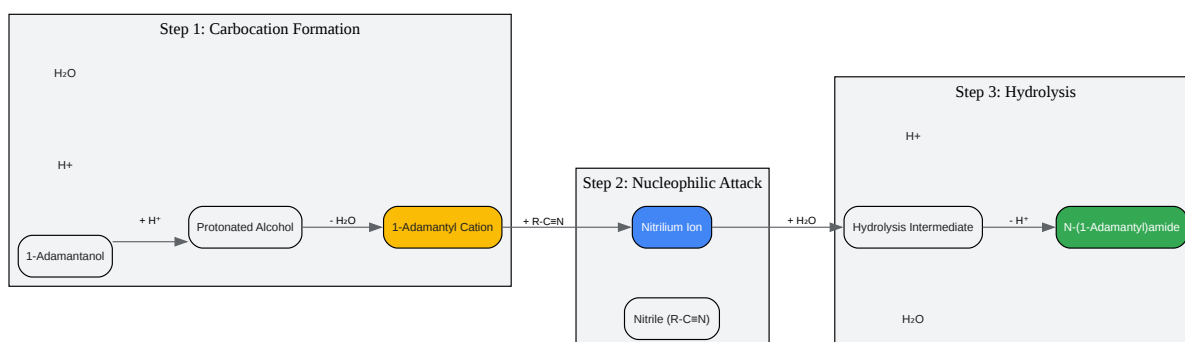 Step 1: Carbocation Formation
H₂O
H+
+ H⁺
- H₂O
1-Adamantanol
Protonated Alcohol
1-Adamantyl Cation
+ R-C≡N
Step 2: Nucleophilic Attack
Nitrilium Ion
Nitrile (R-C≡N)
+ H₂O
Step 3: Hydrolysis
H+
Hydrolysis Intermediate
- H⁺
N-(1-Adamantyl)amide
H₂O